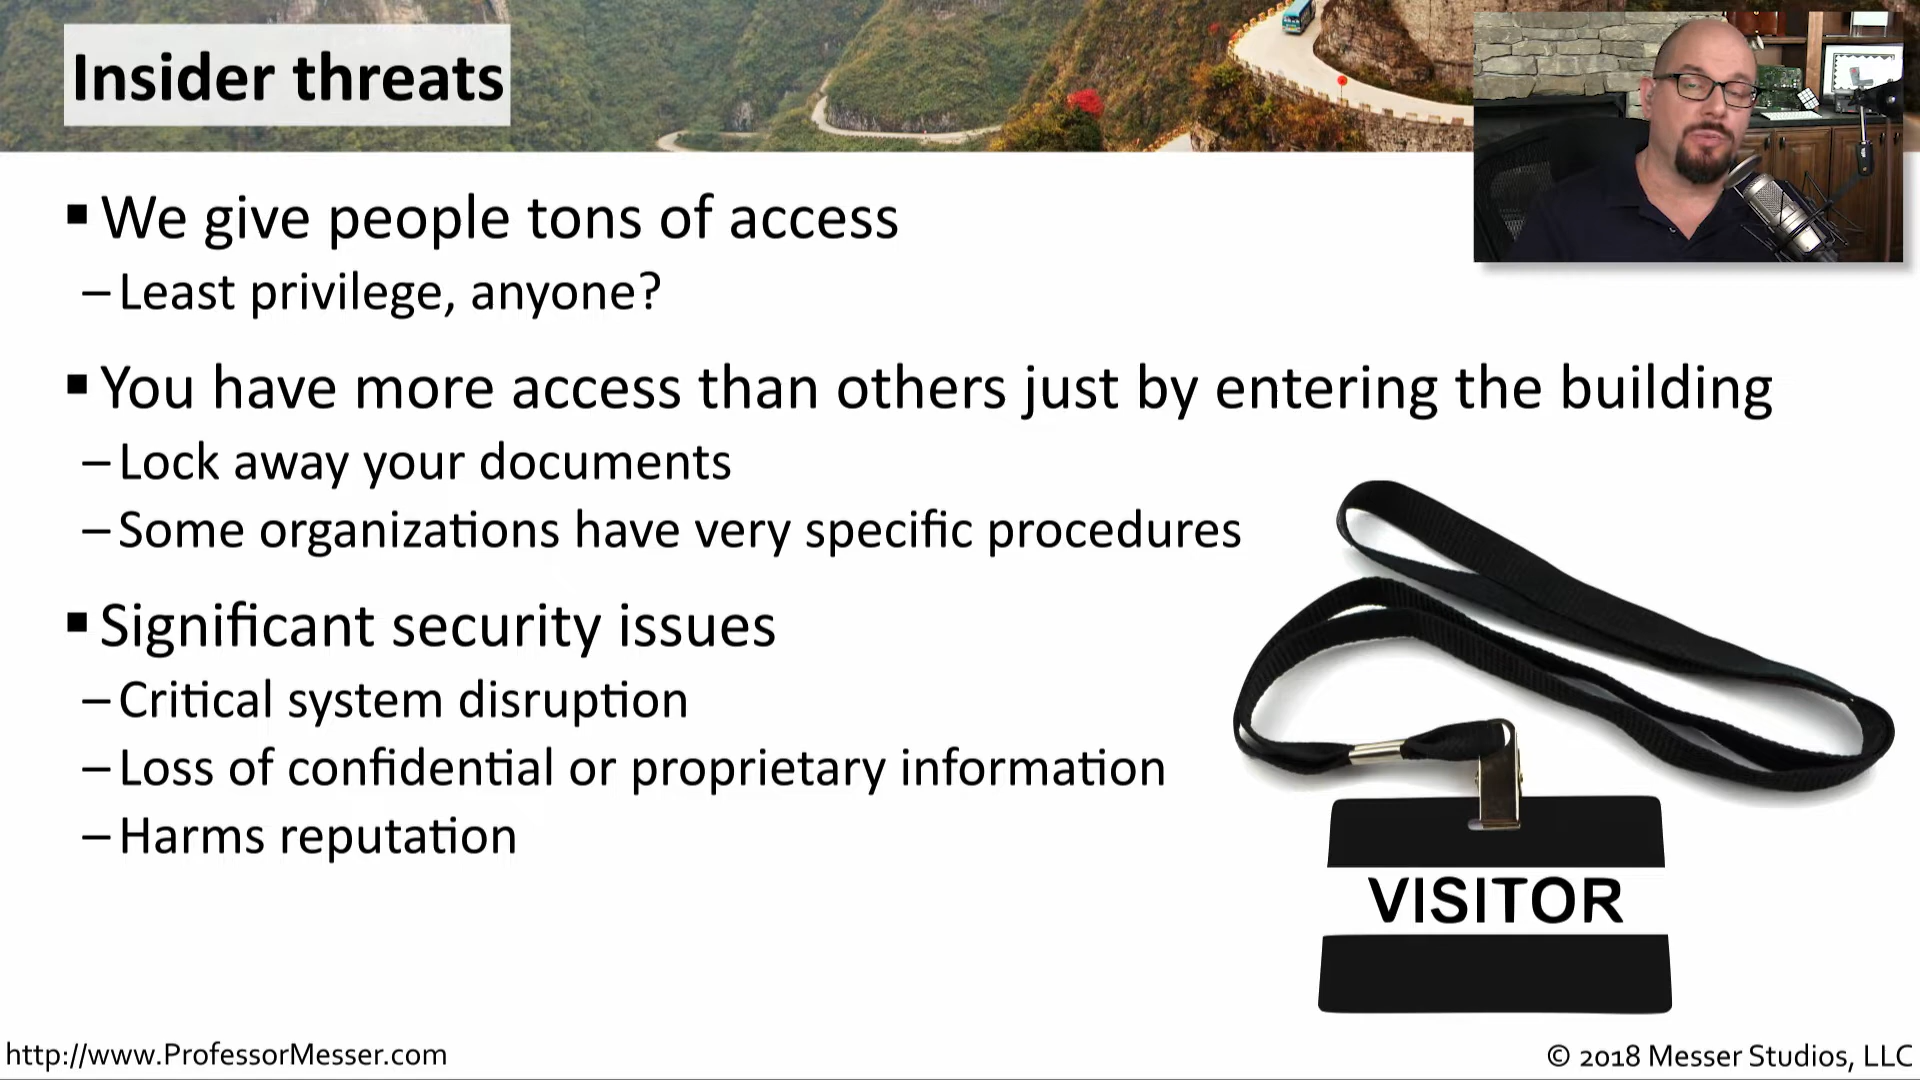 Insider threats
▪ We give people tons of access
– Least privilege, anyone?
▪ You have more access than others just by entering the building
– Lock away your documents
– Some organizations have very specific procedures
▪ Significant security issues
– Critical system disruption
– Loss of confidential or proprietary information
– Harms reputation
VISITOR
http://www.ProfessorMesser.com
© 2018 Messer Studios, LLC